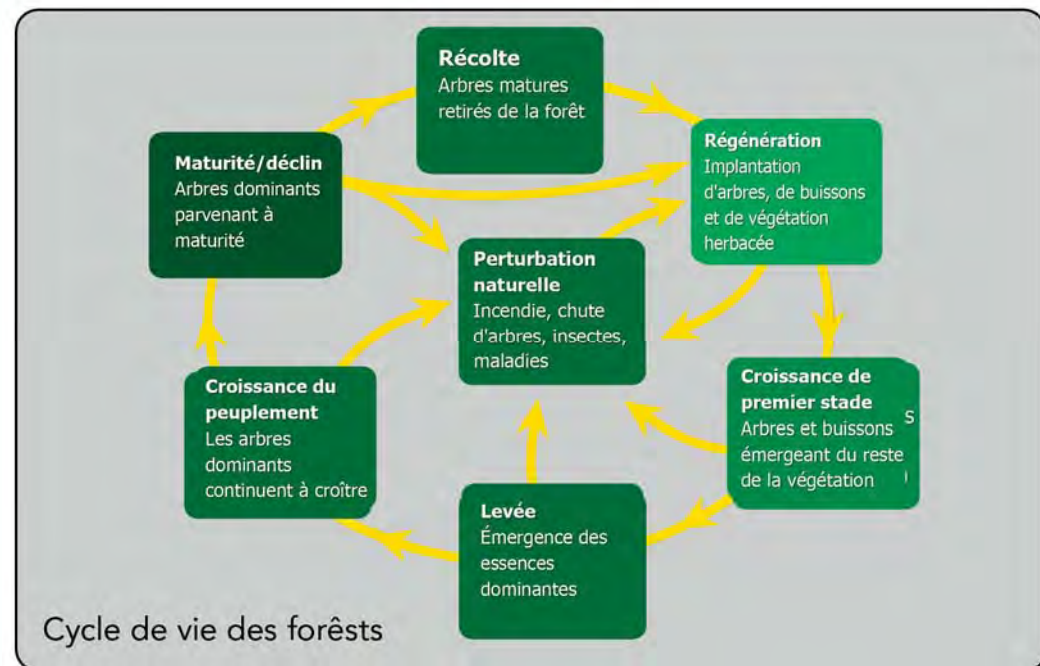 Récolte
Arbres matures
retirés de la forêt
Régénération
Implantation
d'arbres, de buissons
et de végétation
herbacée
Maturité/déclin
Arbres dominants
parvenant à
maturité
Perturbation
naturelle
Incendie, chute
d'arbres, insectes,
maladies
Croissance de
premier stade
Arbres et buissons
émergeant du reste
de la végétation
s
)
Croissance du
peuplement
Les arbres
dominants
continuent à croître
Levée
Émergence des
essences
dominantes
Cycle de vie des forêsts